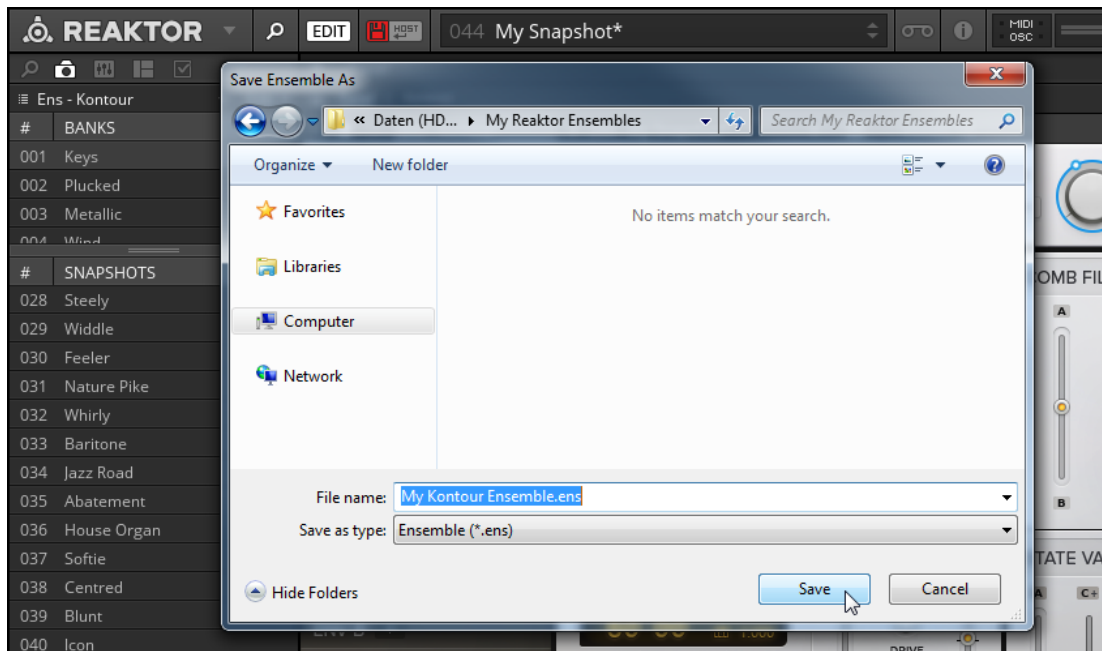 REAKTOR EDIT HOST 044 My Snapshot* i MIDI OSC
Ens - Kontour
# BANKS
001 Keys
002 Plucked
003 Metallic
004 Wind
# SNAPSHOTS
028 Steely
029 Widdle
030 Feeler
031 Nature Pike
032 Whirly
033 Baritone
034 Jazz Road
035 Abatement
036 House Organ
037 Softie
038 Centred
039 Blunt
040 Icon
Save Ensemble As
« Daten (HD... My Reaktor Ensembles Search My Reaktor Ensembles
Organize New folder
Favorites
Libraries
Computer
Network
No items match your search.
File name: My Kontour Ensemble.ens
Save as type: Ensemble (*.ens)
Hide Folders Save Cancel
OMB FIL
A
B
TATE VA
A C+
DRIVE
1.000